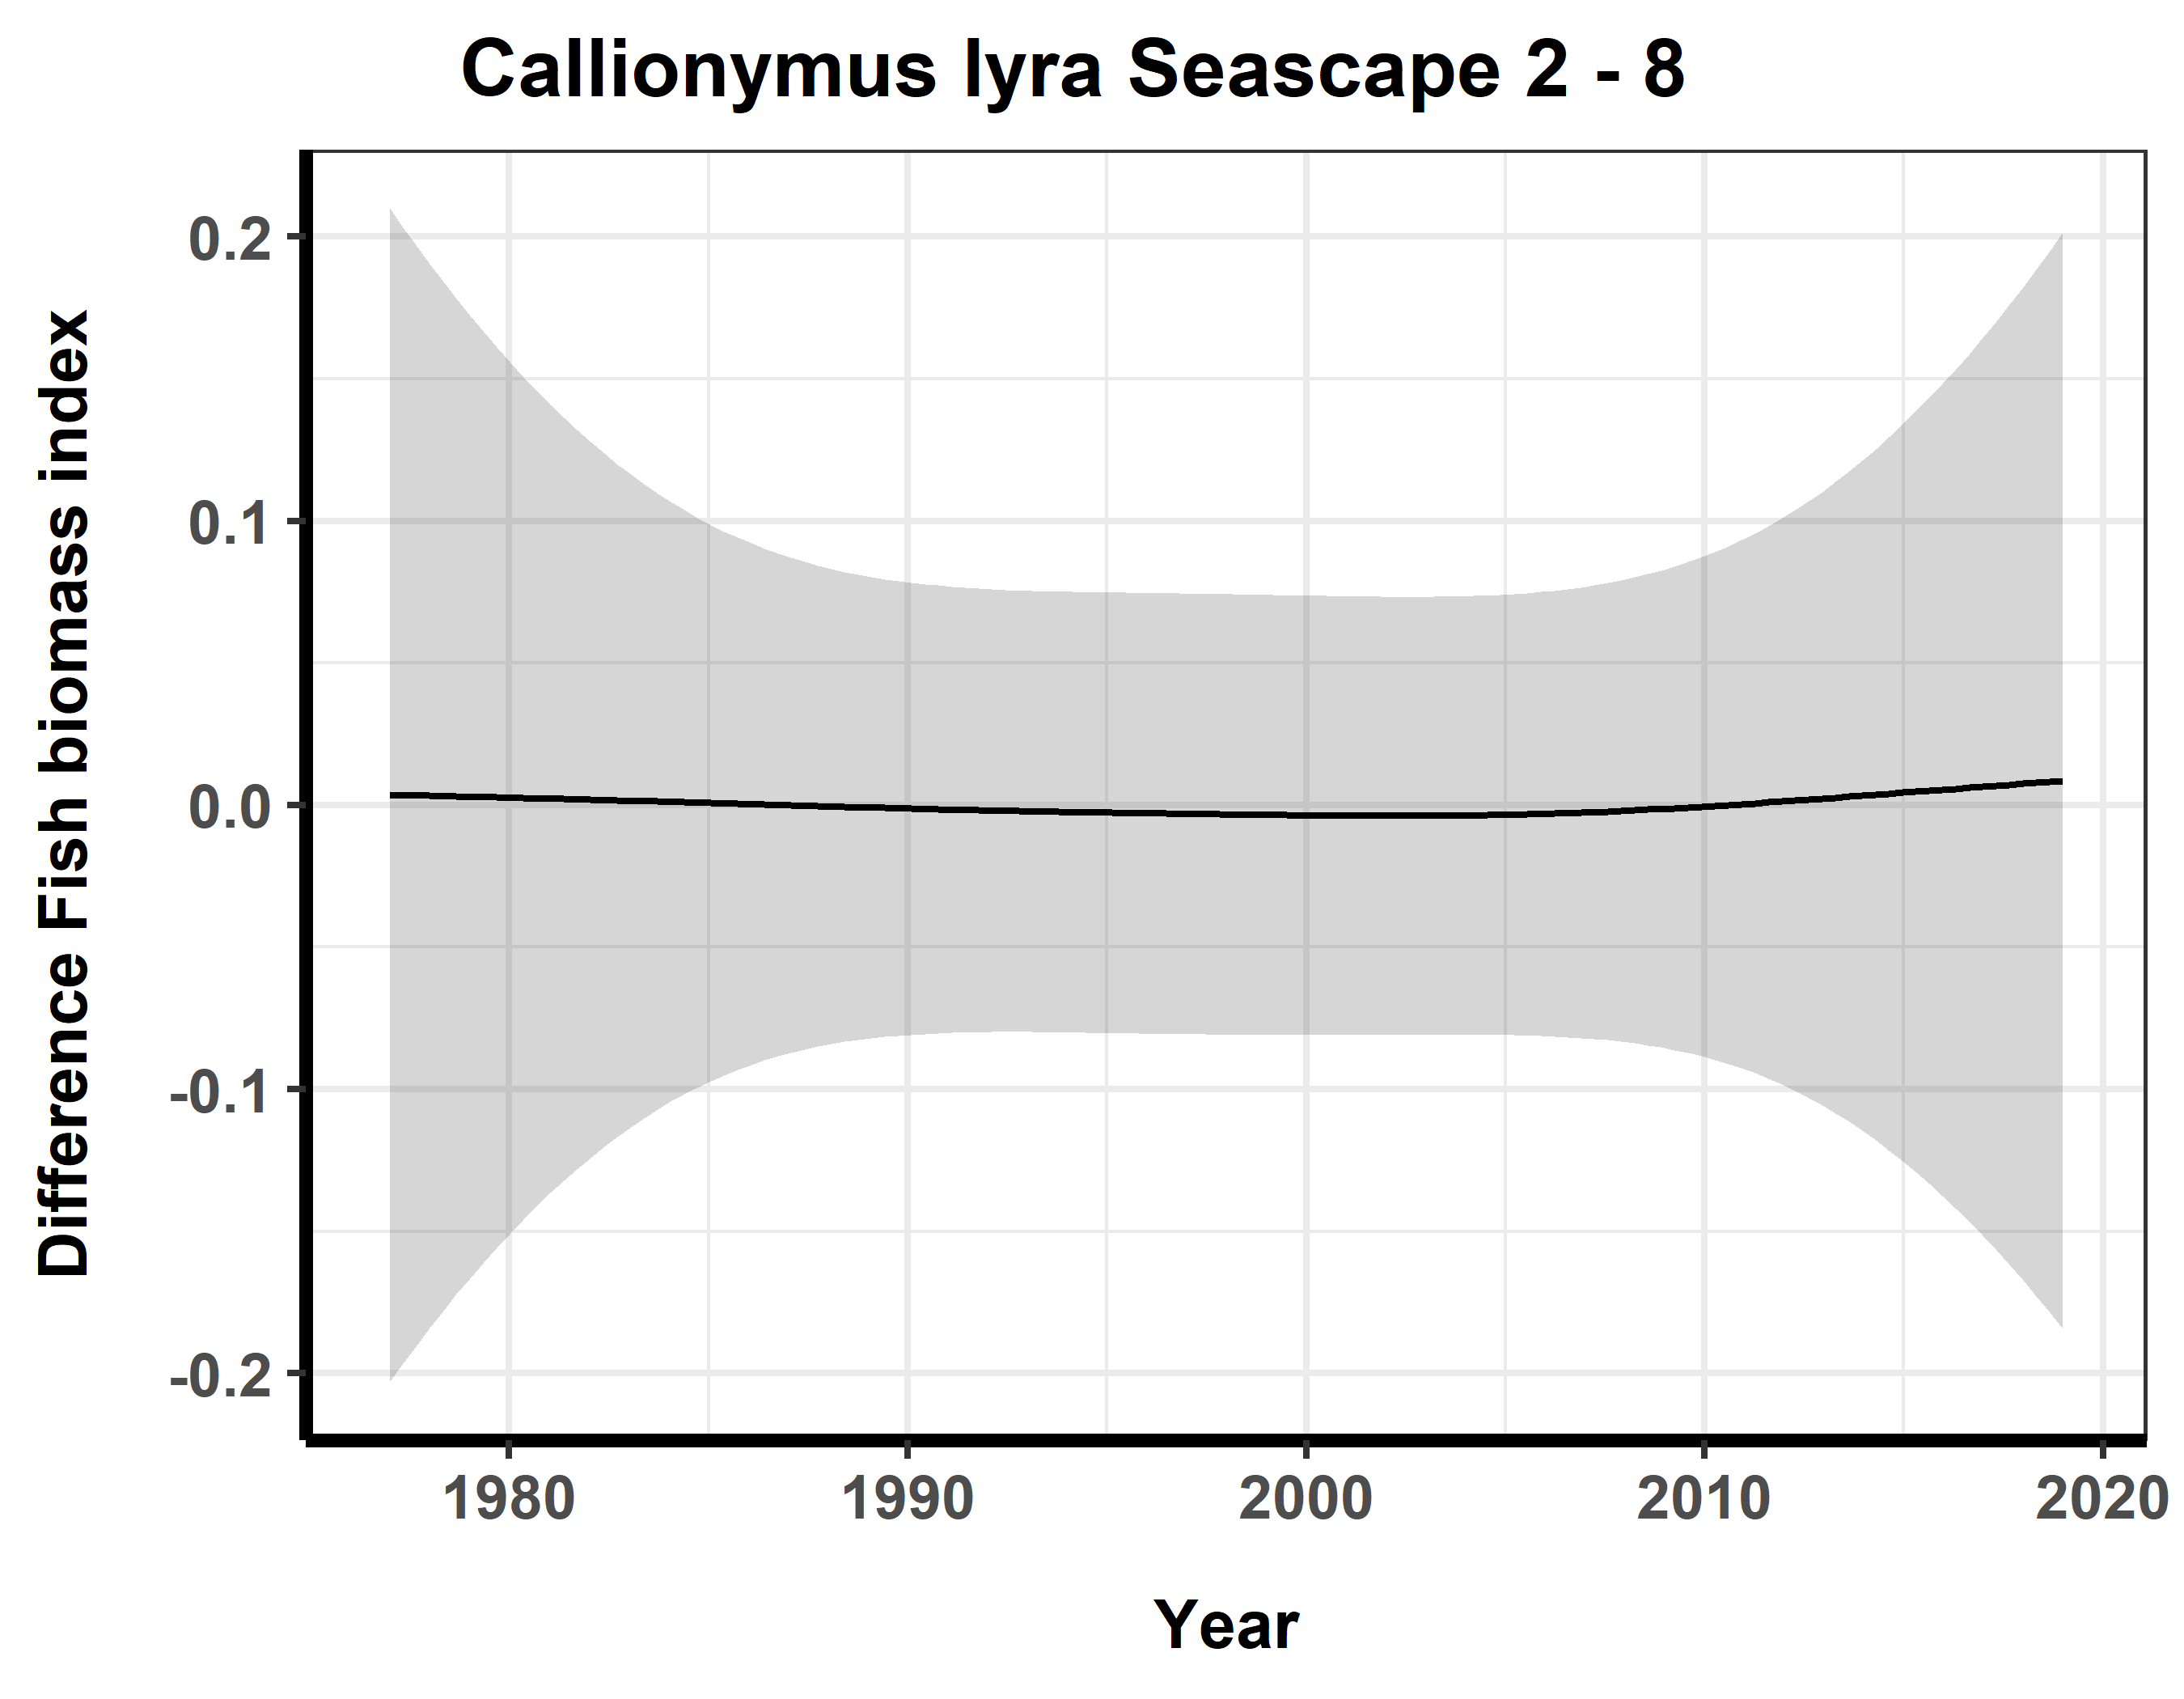 Callionymus lyra Seascape 2 - 8
Difference Fish biomass index
0.2
0.1
0.0
-0.1
-0.2
1980 1990 2000 2010 2020
Year